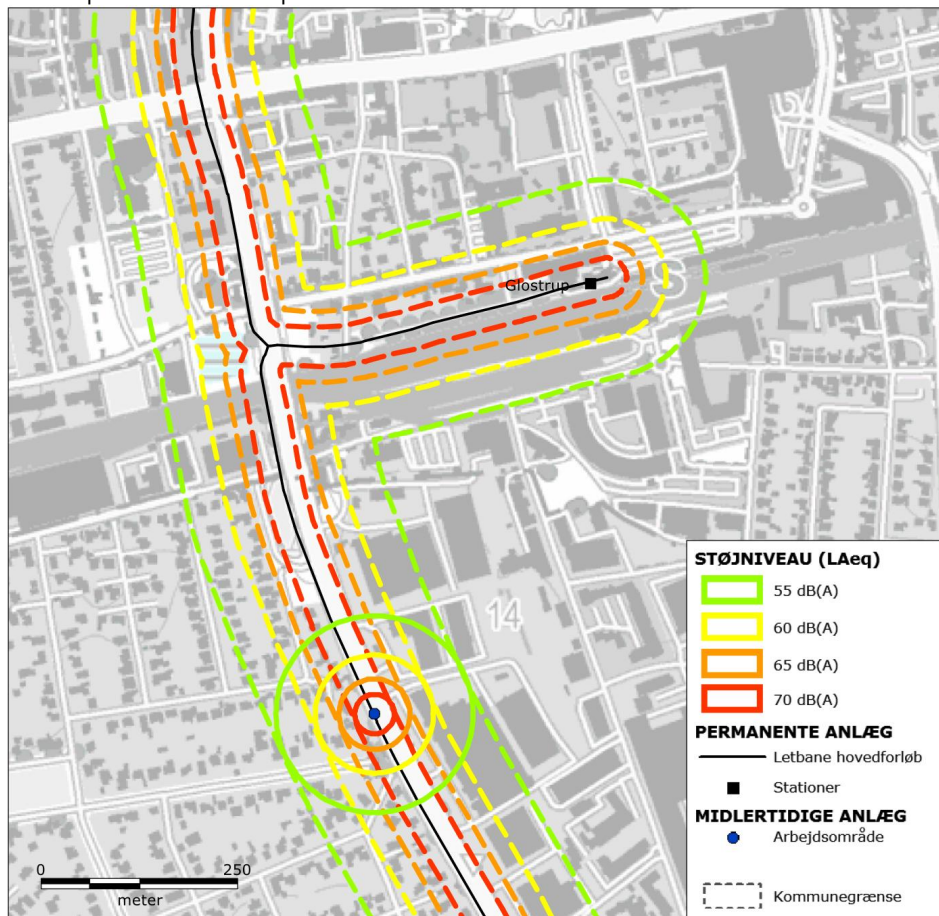 Glostrup
S
14
STØJNIVEAU (LAeq)
55 dB(A)
60 dB(A)
65 dB(A)
70 dB(A)
PERMANENTE ANLÆG
Letbane hovedforløb
Stationer
MIDLERTIDIGE ANLÆG
Arbejdsområde
Kommunegrænse
0 250
meter